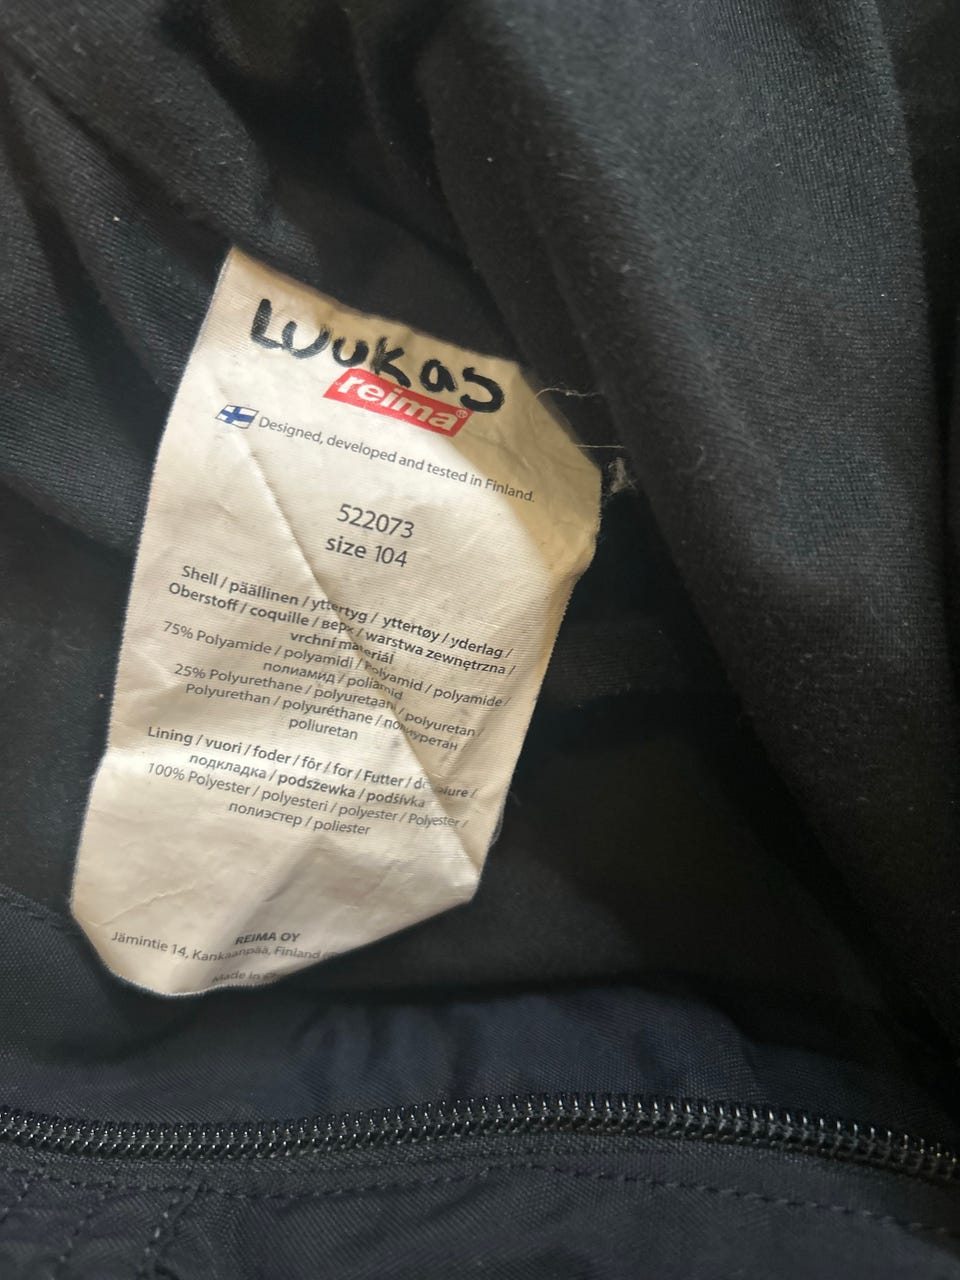 Luukas
reima®
Designed, developed and tested in Finland.
522073
size 104
Shell / päällinen / yttertyg / yttertøy / yderlag /
Oberstoff / coquille / верх / warstwa zewnętrzna /
vrchní materiál
75% Polyamide / polyamidi / Polyamid / polyamide /
полиамид / poliamid
25% Polyurethane / polyuretaani / polyuretan /
Polyurethan / polyuréthane / полиуретан
poliuretan
Lining / vuori / foder / fôr / for / Futter / doublure /
подкладка / podszewka / podšívka
100% Polyester / polyesteri / polyester / Polyester /
полиэстер / poliester
REIMA OY
Jämintie 14, Kankaanpää, Finland
Made in